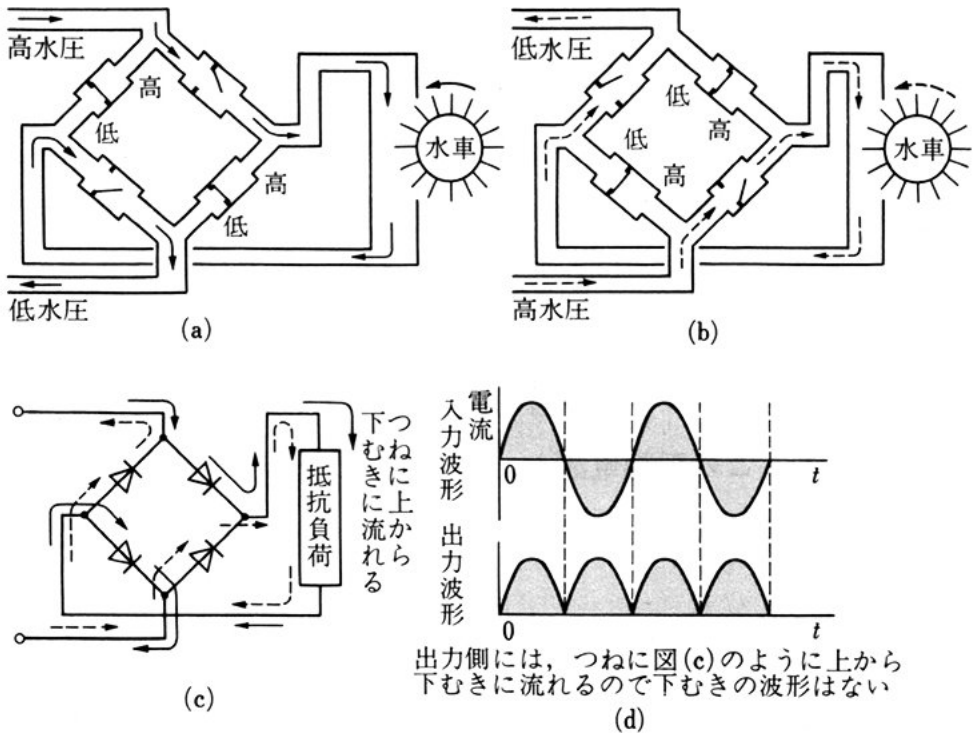 高水圧
高
低
高
低
水車
低水圧
(a)
低水圧
低
低
高
高
水車
高水圧
(b)
抵抗負荷
つねに上から
下むきに流れる
(c)
電流
入力波形
0
t
出力波形
0
t
出力側には，つねに図(c)のように上から
下むきに流れるので下むきの波形はない
(d)